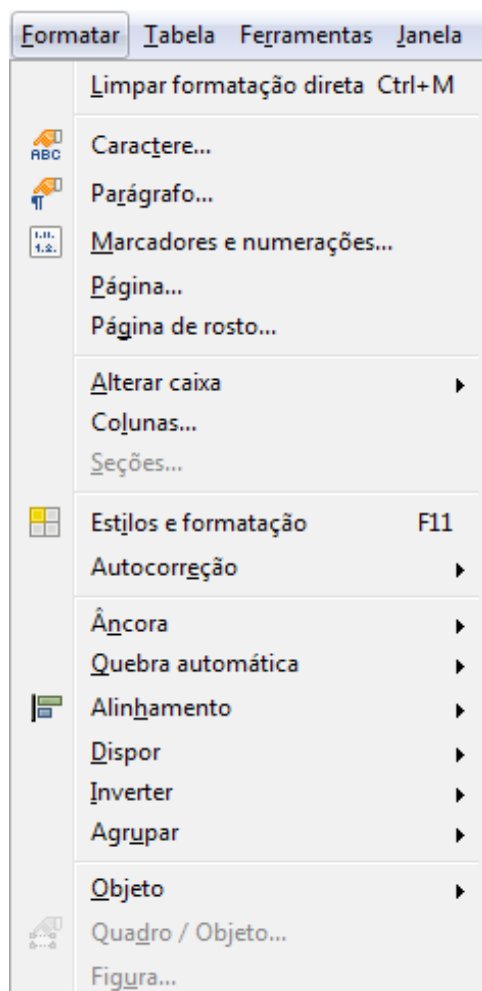 Formatar Tabela Ferramentas Janela
Limpar formatação direta Ctrl+M
ABC Caractere...
Parágrafo...
Marcadores e numerações...
Página...
Página de rosto...
Alterar caixa
Colunas...
Seções...
Estilos e formatação F11
Autocorreção
Âncora
Quebra automática
Alinhamento
Dispor
Inverter
Agrupar
Objeto
Quadro / Objeto...
Figura...